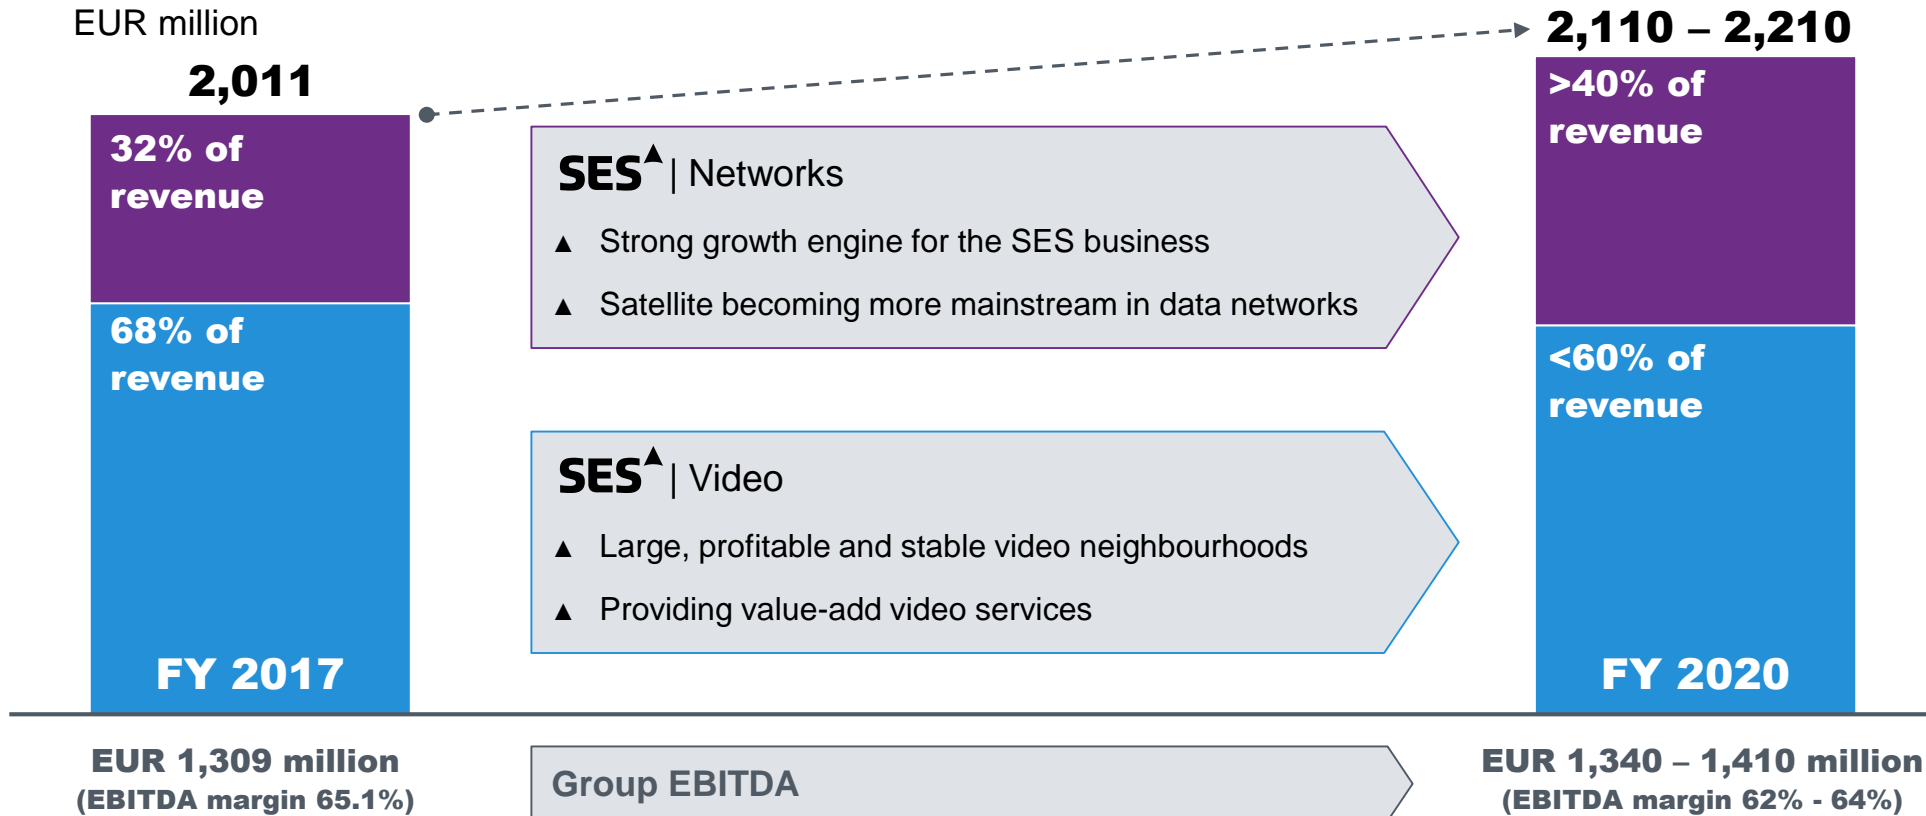 EUR million
2,011
2,110 – 2,210
32% of
revenue
68% of
revenue
FY 2017
SES | Networks
▲ Strong growth engine for the SES business
▲ Satellite becoming more mainstream in data networks
SES | Video
▲ Large, profitable and stable video neighbourhoods
▲ Providing value-add video services
>40% of
revenue
<60% of
revenue
FY 2020
EUR 1,309 million
(EBITDA margin 65.1%)
Group EBITDA
EUR 1,340 – 1,410 million
(EBITDA margin 62% - 64%)